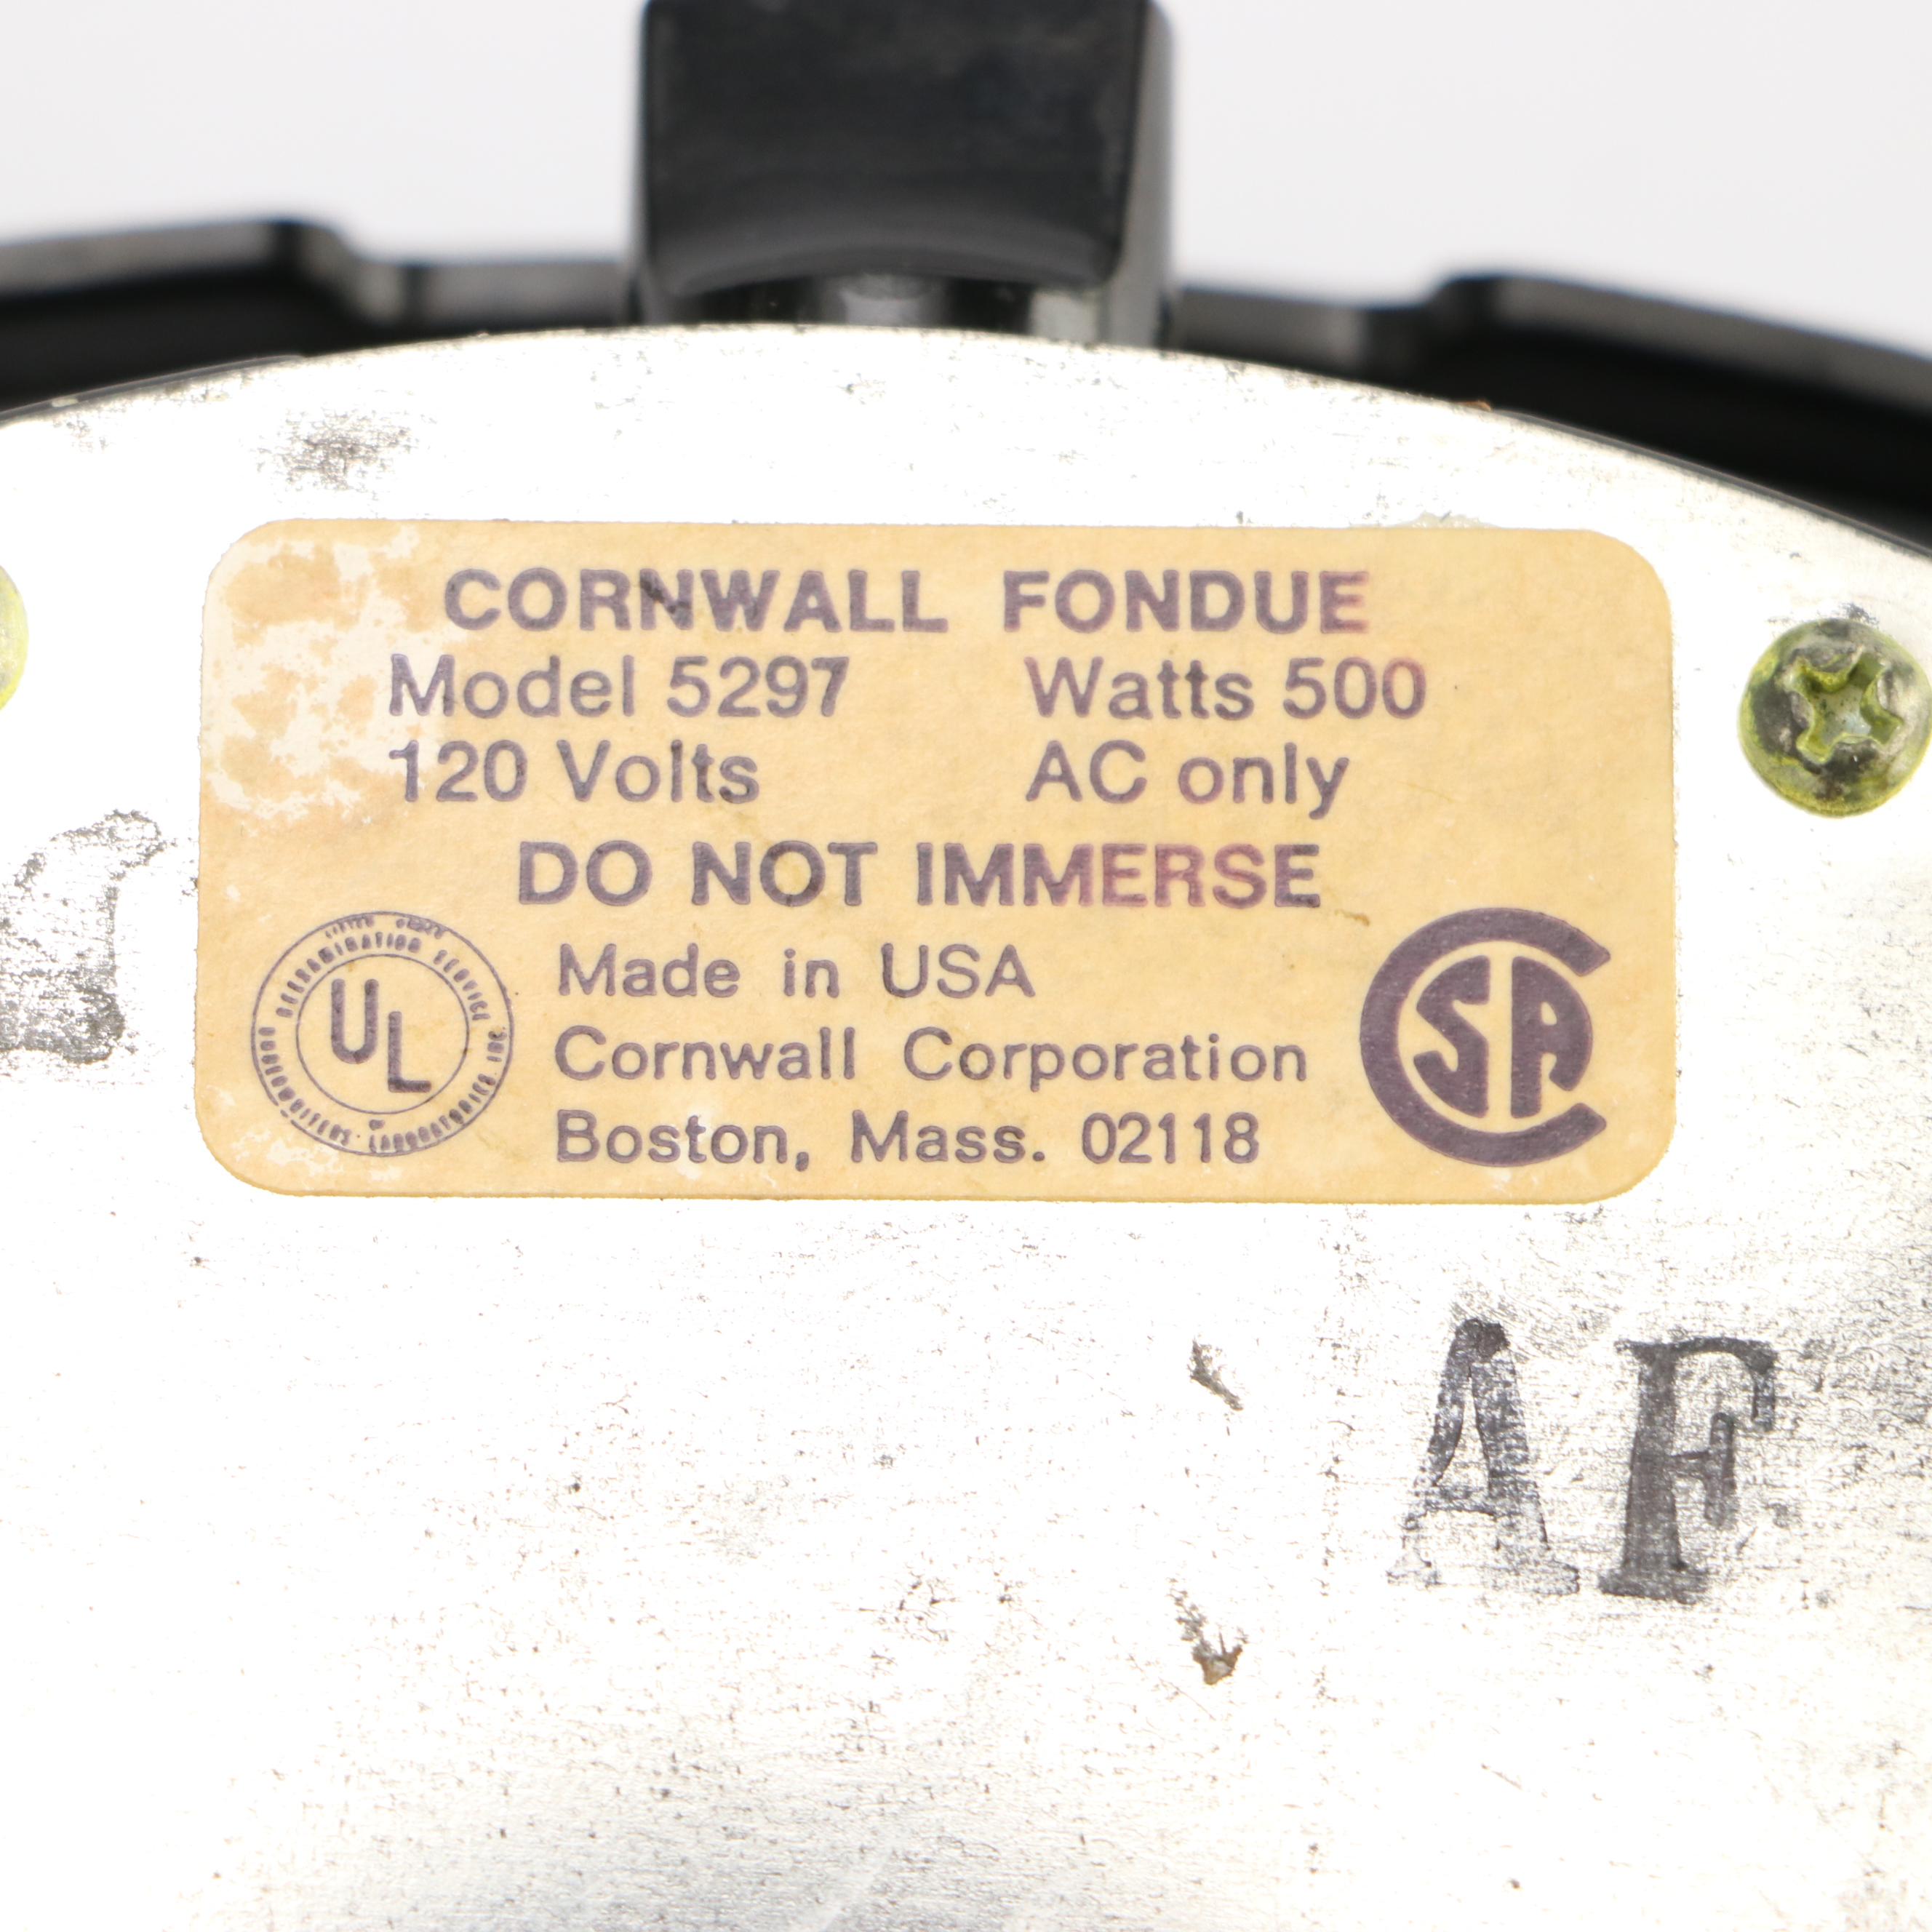 CORNWALL FONDUE
Model 5297 Watts 500
120 Volts AC only
DO NOT IMMERSE
UL
Made in USA
Cornwall Corporation
Boston, Mass. 02118
CSA
AF